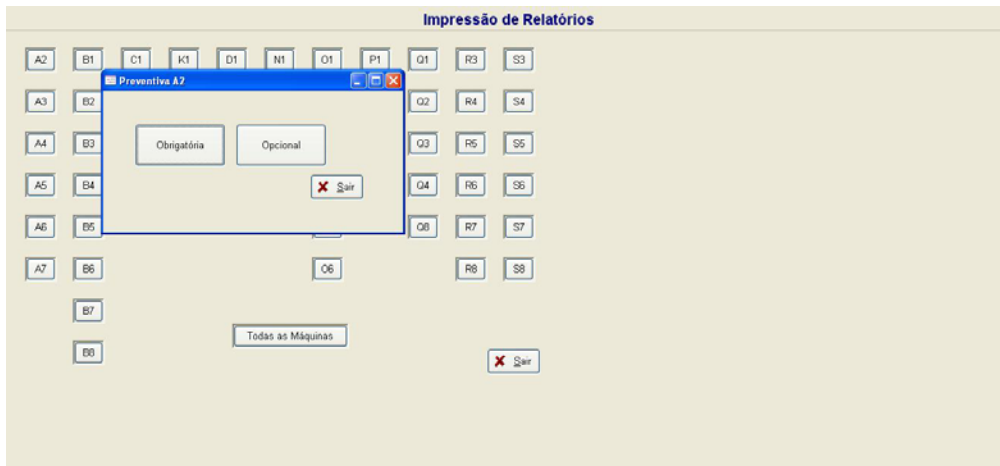 Impressão de Relatórios
A2 B1 C1 K1 D1 N1 O1 P1 Q1 R3 S3
Preventiva A2
A3 B2 Q2 R4 S4
A4 B3 Obrigatória Opcional Q3 R5 S5
A5 B4 Sair Q4 R6 S6
A6 B5 Q8 R7 S7
A7 B6 O6 R8 S8
B7
Todas as Máquinas
B8 Sair